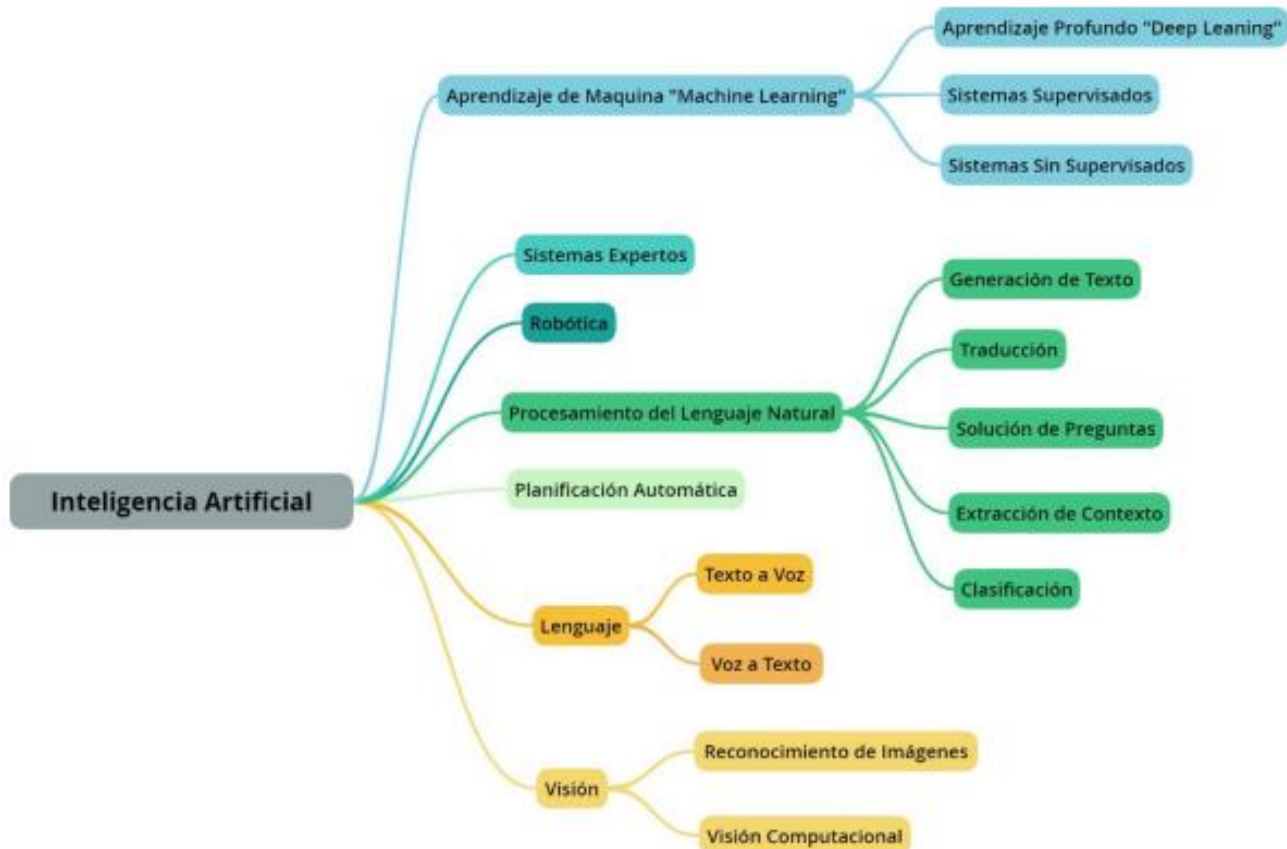 Inteligencia Artificial
Aprendizaje de Maquina "Machine Learning"
Aprendizaje Profundo "Deep Leaning"
Sistemas Supervisados
Sistemas Sin Supervisados
Sistemas Expertos
Robótica
Procesamiento del Lenguaje Natural
Generación de Texto
Traducción
Solución de Preguntas
Extracción de Contexto
Clasificación
Planificación Automática
Lenguaje
Texto a Voz
Voz a Texto
Visión
Reconocimiento de Imágenes
Visión Computacional